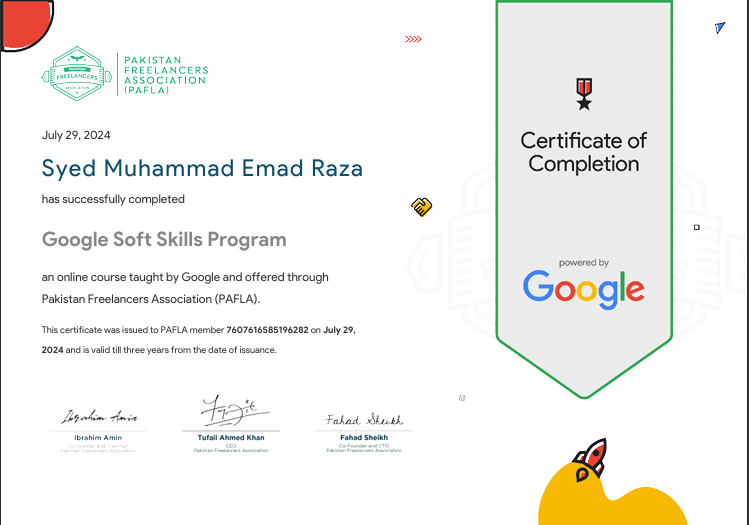 PAKISTAN
FREELANCERS
ASSOCIATION
(PAFLA)
FREELANCERS
ASSOCIATION
July 29, 2024
Syed Muhammad Emad Raza
has successfully completed
Google Soft Skills Program
an online course taught by Google and offered through
Pakistan Freelancers Association (PAFLA).
This certificate was issued to PAFLA member 7607616585196282 on July 29,
2024 and is valid till three years from the date of issuance.
Ibrahim Amin
Ibrahim Amin
Co-Founder and Chairman
Pakistan Freelancers Association
Tufail Ahmed Khan
CEO
Pakistan Freelancers Association
Fahad Sheikh
Fahad Sheikh
Co-Founder and CTO
Pakistan Freelancers Association
Certificate of
Completion
powered by
Google